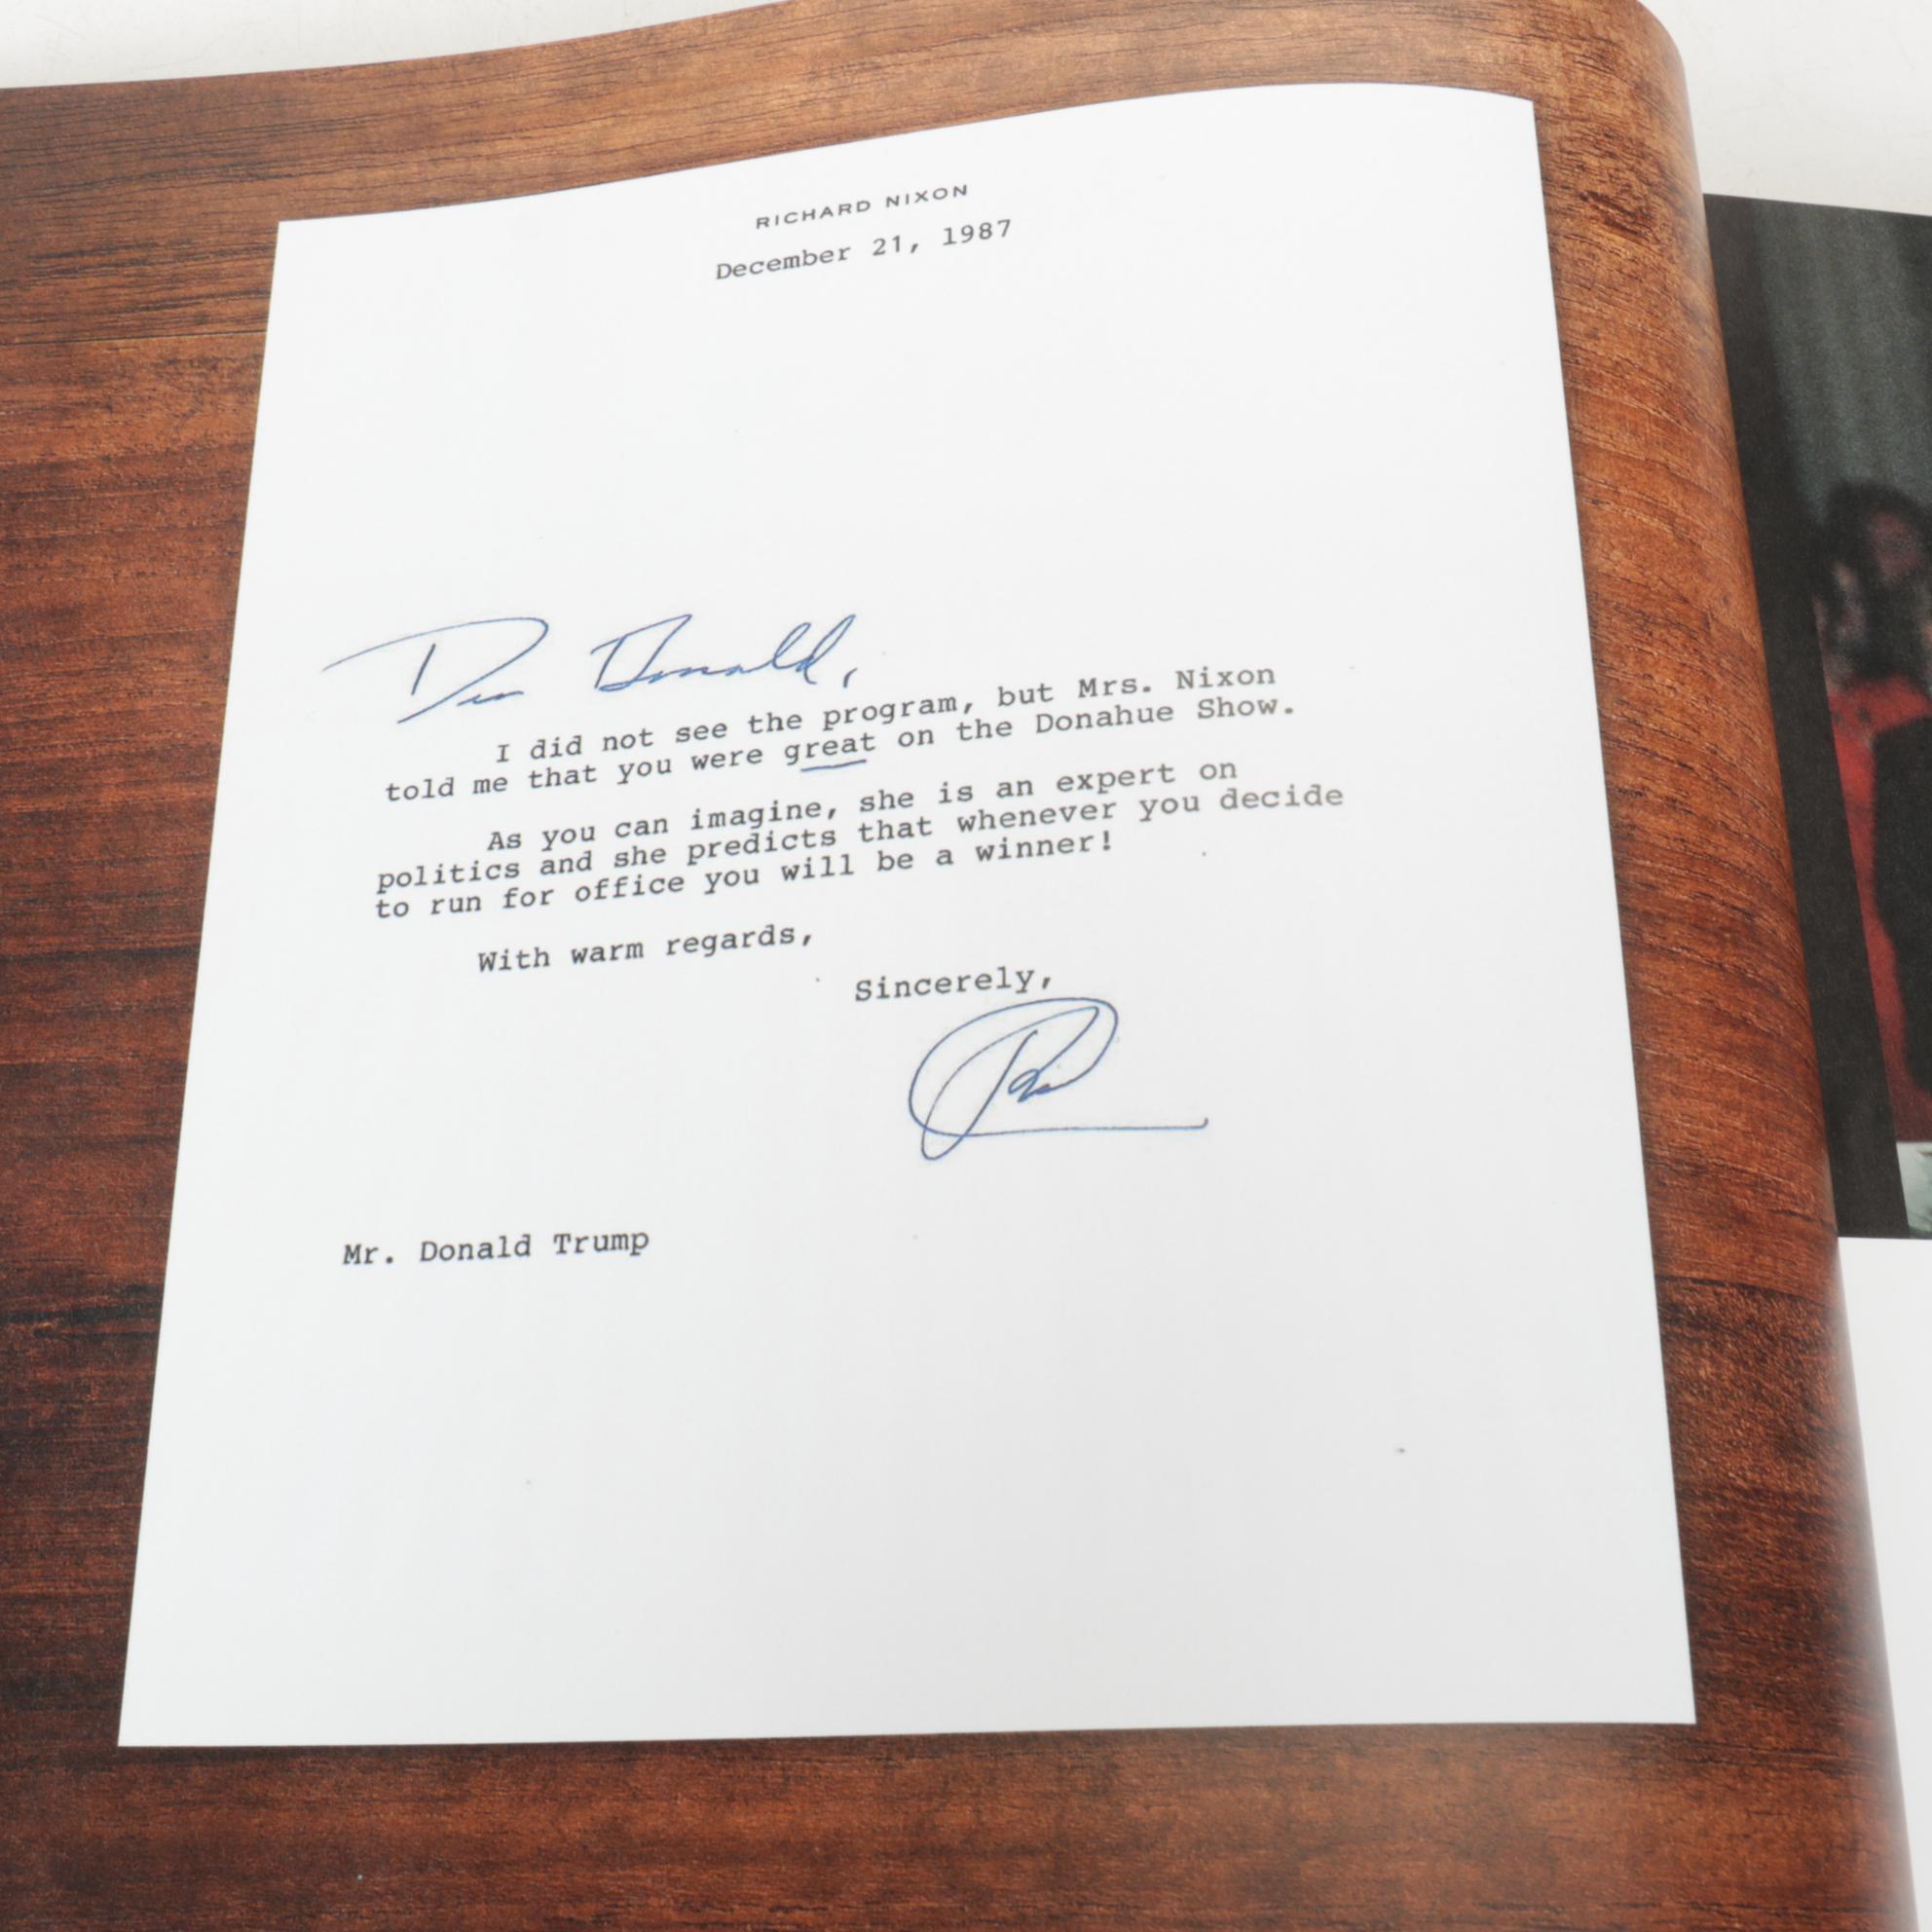 RICHARD NIXON
December 21, 1987
Dear Donald,
I did not see the program, but Mrs. Nixon
told me that you were great on the Donahue Show.
As you can imagine, she is an expert on
politics and she predicts that whenever you decide
to run for office you will be a winner!
With warm regards,
Sincerely,
Mr. Donald Trump